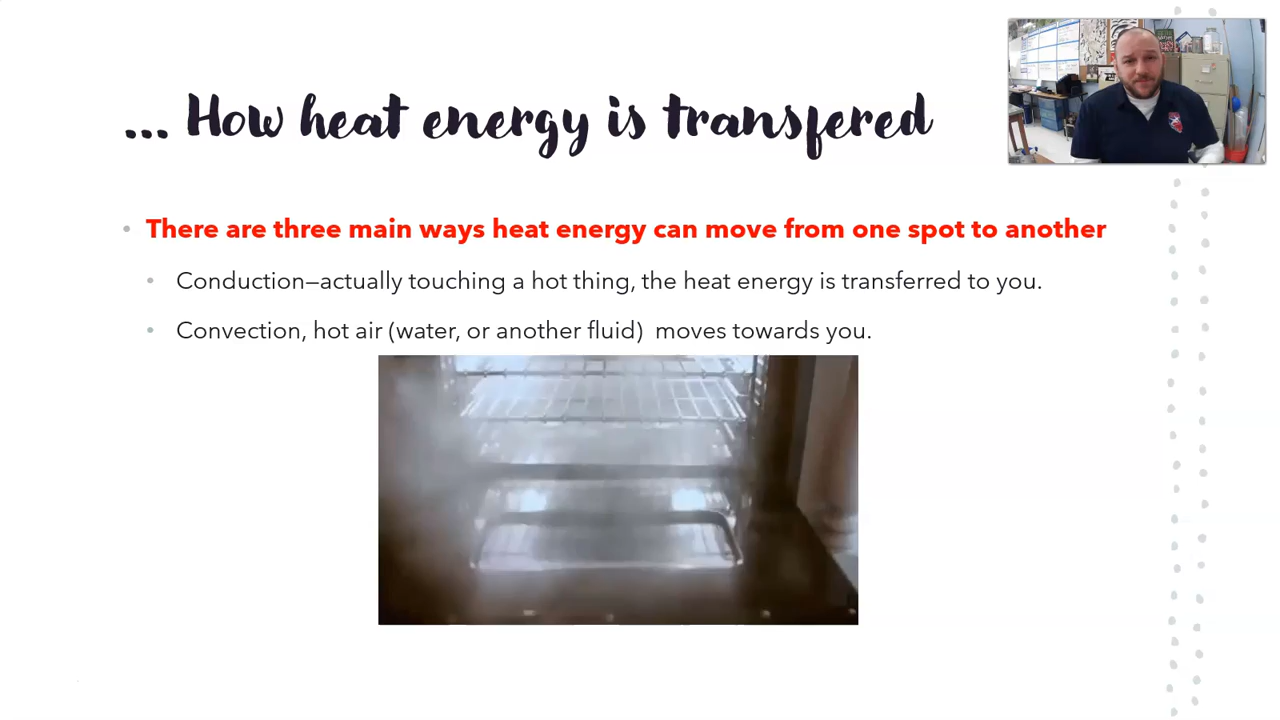 ... How heat energy is transfered
There are three main ways heat energy can move from one spot to another
Conduction—actually touching a hot thing, the heat energy is transferred to you.
Convection, hot air (water, or another fluid) moves towards you.